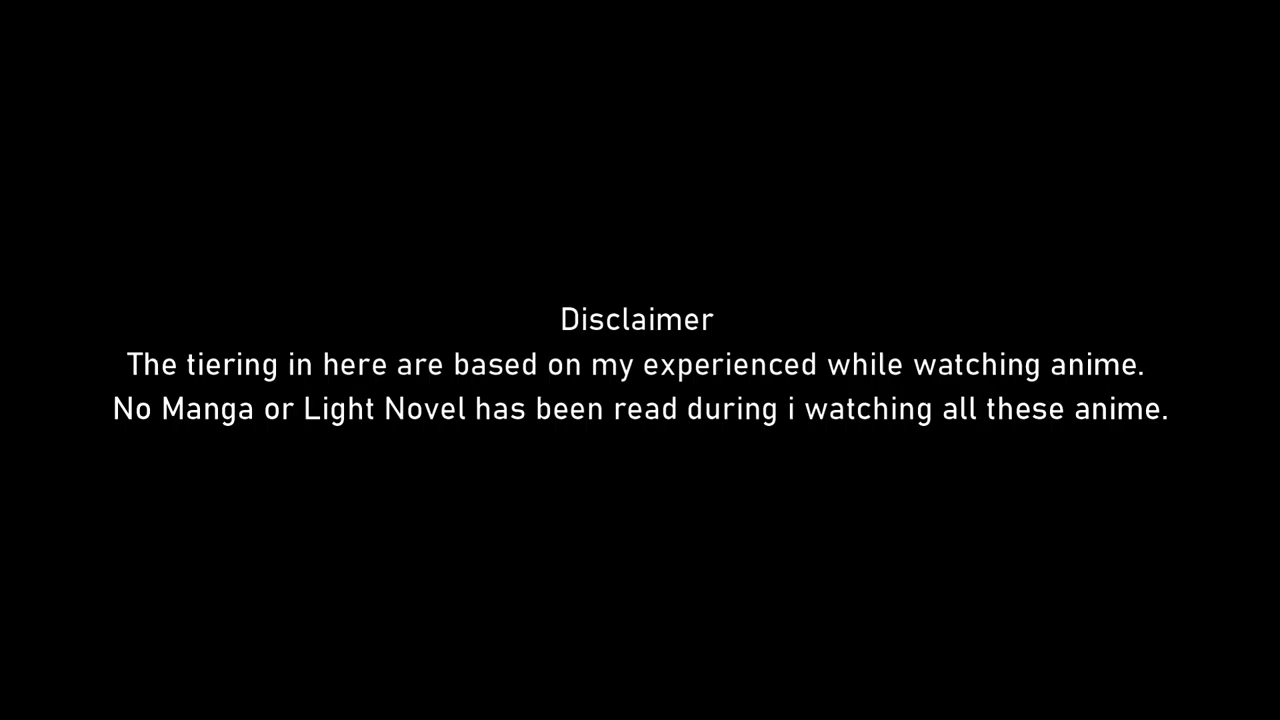 Disclaimer
The tiering in here are based on my experienced while watching anime.
No Manga or Light Novel has been read during i watching all these anime.